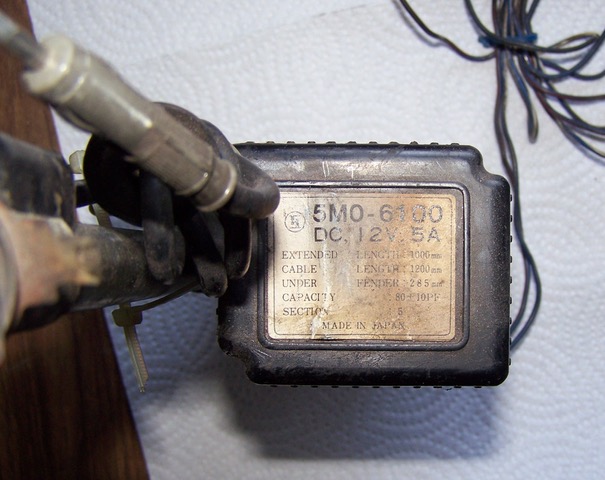 5M0-6100
DC. 12V. 5A
EXTENDED LENGTH : 1000mm
CABLE LENGTH : 1200mm
UNDER FENDER : 285mm
CAPACITY : 80±10PF
SECTION 5
MADE IN JAPAN